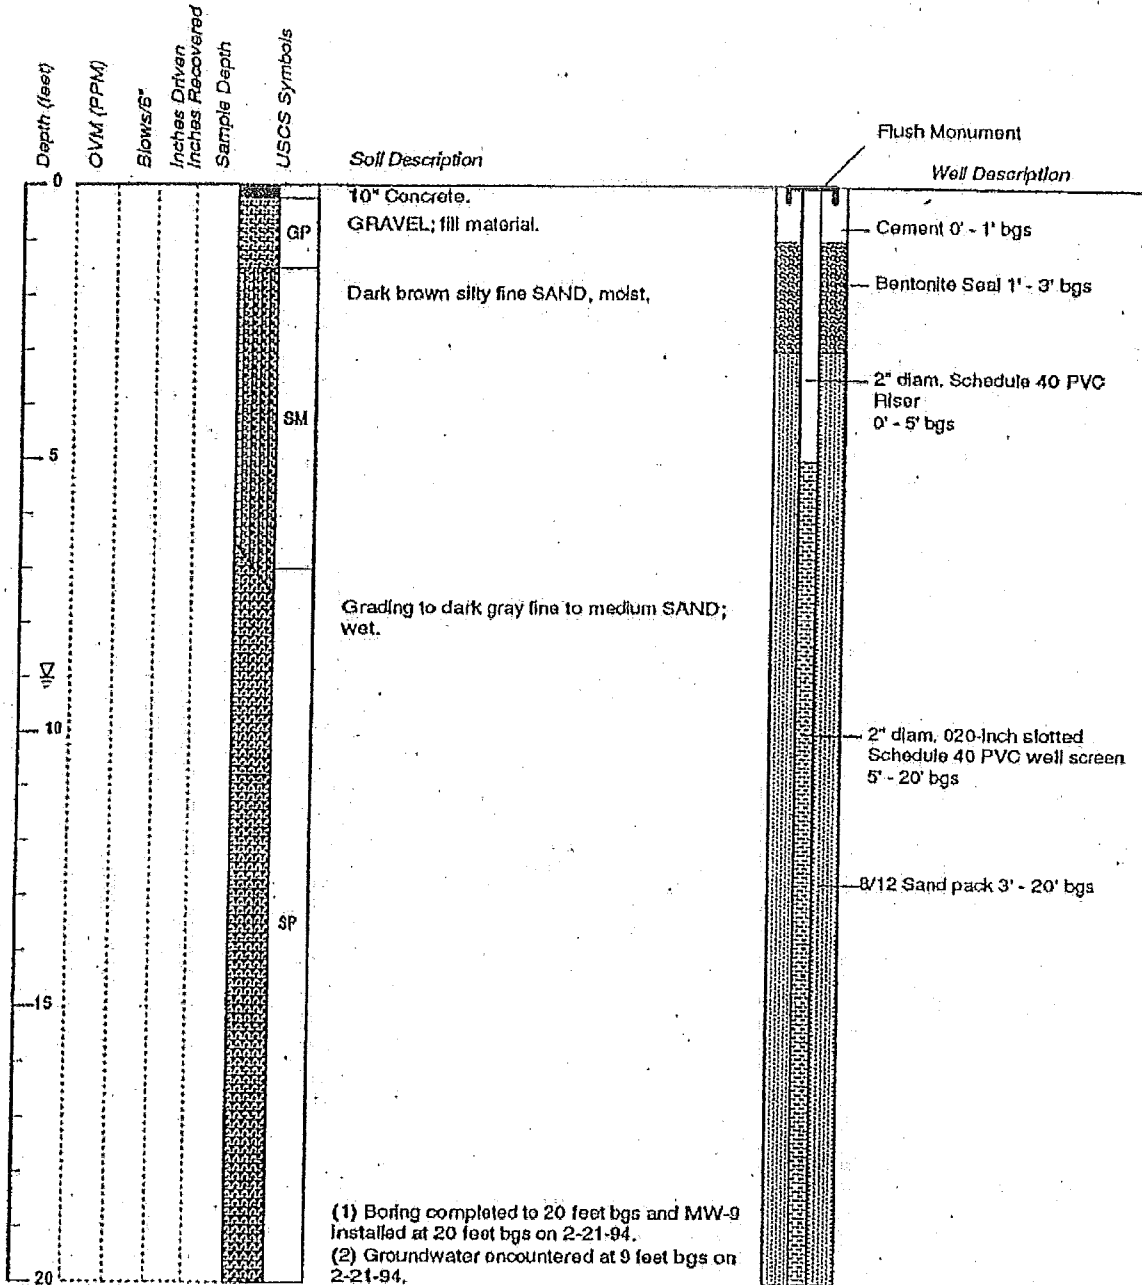 Depth (feet)
OVM (PPM)
Blows/6"
Inches Driven
Inches Recovered
Sample Depth
USCS Symbols
Soil Description
Flush Monument
Well Description
0
10" Concrete.
GP
GRAVEL; fill material.
Cement 0' - 1' bgs
Dark brown silty fine SAND, moist,
Bentonite Seal 1' - 3' bgs
2" diam. Schedule 40 PVC
Riser
0' - 5' bgs
SM
5
Grading to dark gray fine to medium SAND;
wet.
10
2" diam, 020-Inch slotted
Schedule 40 PVC well screen
5' - 20' bgs
8/12 Sand pack 3' - 20' bgs
SP
15
(1) Boring completed to 20 feet bgs and MW-9
Installed at 20 feet bgs on 2-21-94.
(2) Groundwater encountered at 9 feet bgs on
2-21-94.
20